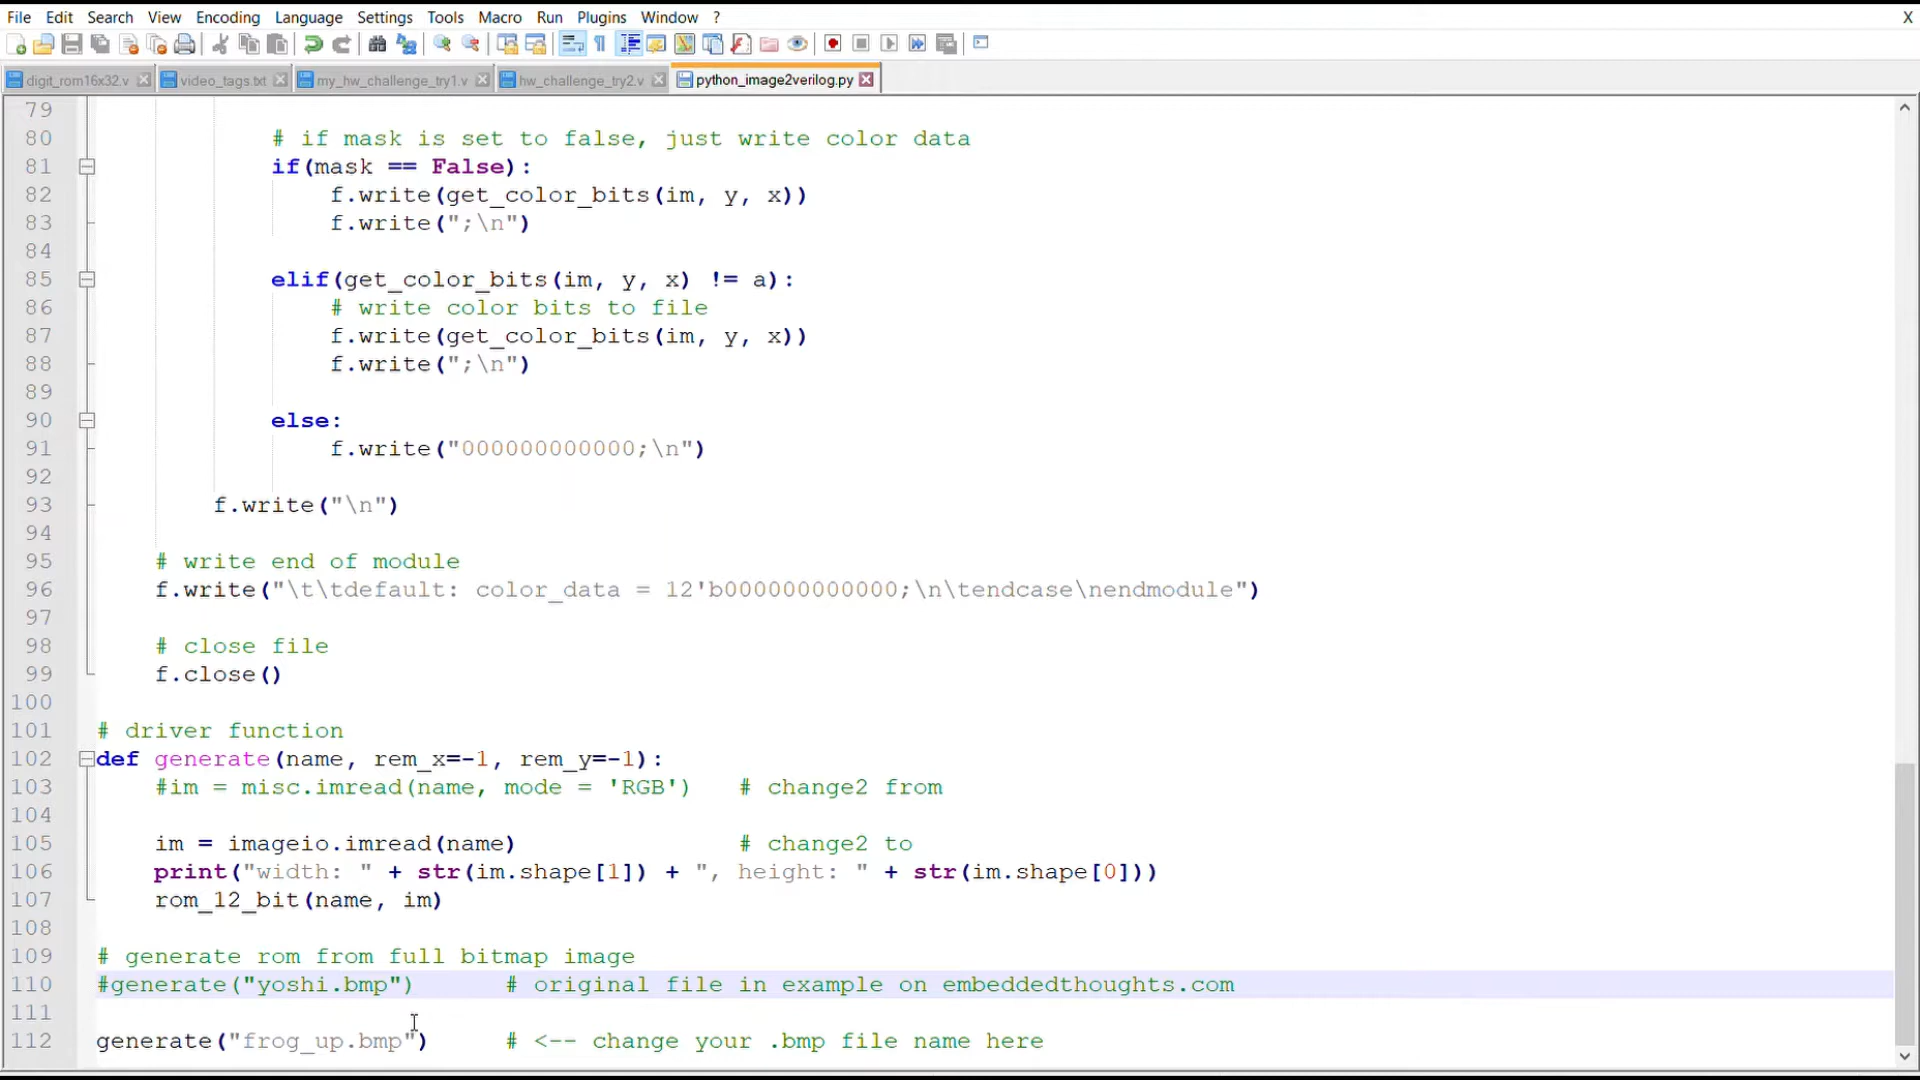 File Edit Search View Encoding Language Settings Tools Macro Run Plugins Window ? X
digit_rom16x32.v video_tags.txt my_hw_challenge_try1.v hw_challenge_try2.v python_image2verilog.py
79
80 # if mask is set to false, just write color data
81 if(mask == False):
82 f.write(get_color_bits(im, y, x))
83 f.write(";\n")
84
85 elif(get_color_bits(im, y, x) != a):
86 # write color bits to file
87 f.write(get_color_bits(im, y, x))
88 f.write(";\n")
89
90 else:
91 f.write("000000000000;\n")
92
93 f.write("\n")
94
95 # write end of module
96 f.write("\t\tdefault: color_data = 12'b000000000000;\n\tendcase\nendmodule")
97
98 # close file
99 f.close()
100
101 # driver function
102 def generate(name, rem_x=-1, rem_y=-1):
103 #im = misc.imread(name, mode = 'RGB') # change2 from
104
105 im = imageio.imread(name) # change2 to
106 print("width: " + str(im.shape[1]) + ", height: " + str(im.shape[0]))
107 rom_12_bit(name, im)
108
109 # generate rom from full bitmap image
110 #generate("yoshi.bmp") # original file in example on embeddedthoughts.com
111
112 generate("frog_up.bmp") # <-- change your .bmp file name here